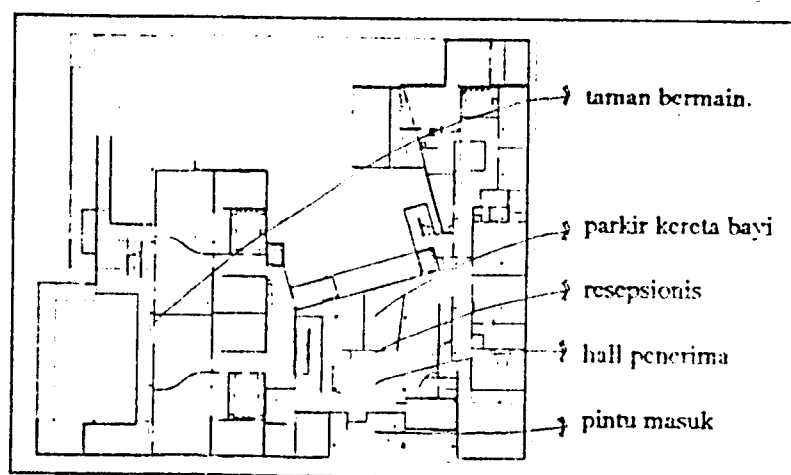 taman bermain.
parkir kereta bayi
resepsionis
hall penerima
pintu masuk